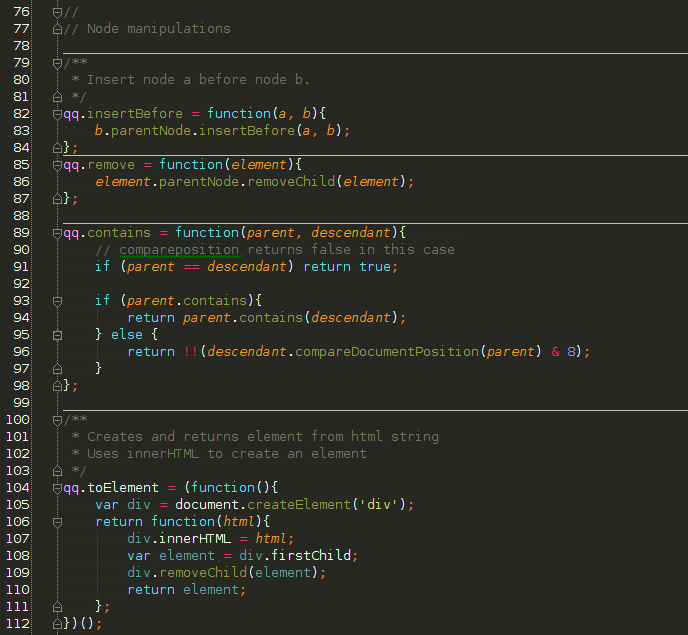 76 //
77 // Node manipulations
78
79 /**
80  * Insert node a before node b.
81  */
82 qq.insertBefore = function(a, b){
83     b.parentNode.insertBefore(a, b);
84 };
85 qq.remove = function(element){
86     element.parentNode.removeChild(element);
87 };
88
89 qq.contains = function(parent, descendant){
90     // compareposition returns false in this case
91     if (parent == descendant) return true;
92
93     if (parent.contains){
94         return parent.contains(descendant);
95     } else {
96         return !!(descendant.compareDocumentPosition(parent) & 8);
97     }
98 };
99
100 /**
101  * Creates and returns element from html string
102  * Uses innerHTML to create an element
103  */
104 qq.toElement = (function(){
105     var div = document.createElement('div');
106     return function(html){
107         div.innerHTML = html;
108         var element = div.firstChild;
109         div.removeChild(element);
110         return element;
111     };
112 })();